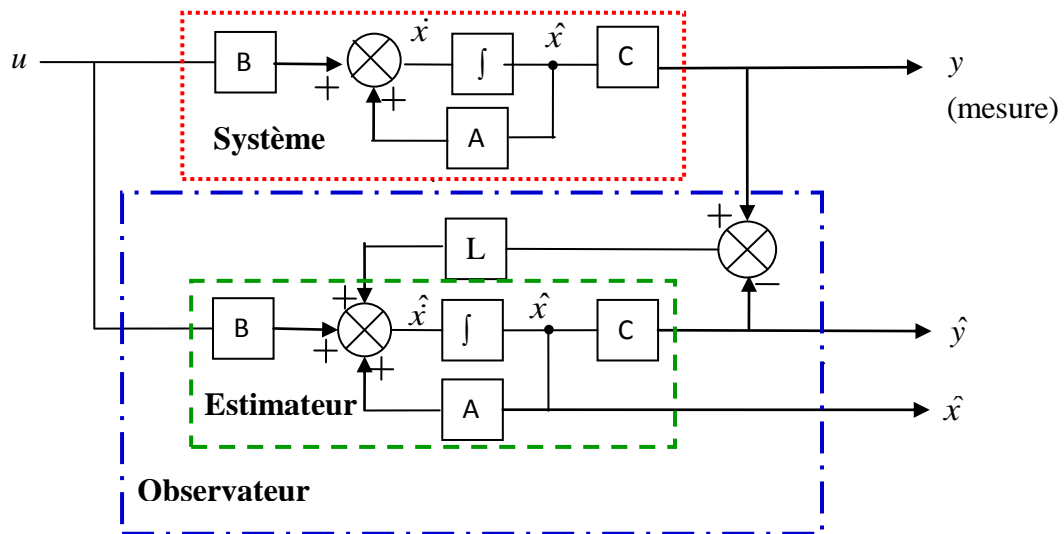 u
B
+
+
ẋ
∫
x̂
C
A
Système
y
(mesure)
+
−
L
B
+
+
+
x̂̇
∫
x̂
C
A
Estimateur
Observateur
ŷ
x̂